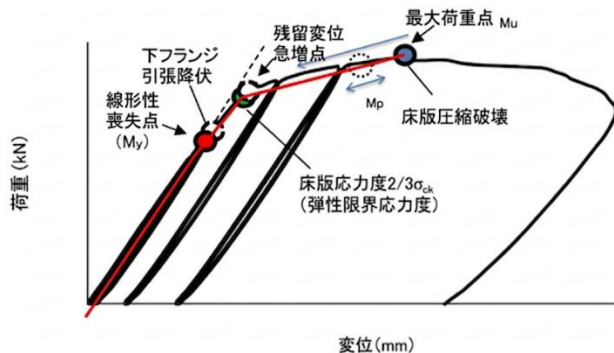 残留変位
急増点
最大荷重点 Mu
下フランジ
引張降伏
線形性
喪失点
(My)
Mp
床版圧縮破壊
床版応力度2/3σck
(弾性限界応力度)
荷重(kN)
変位(mm)